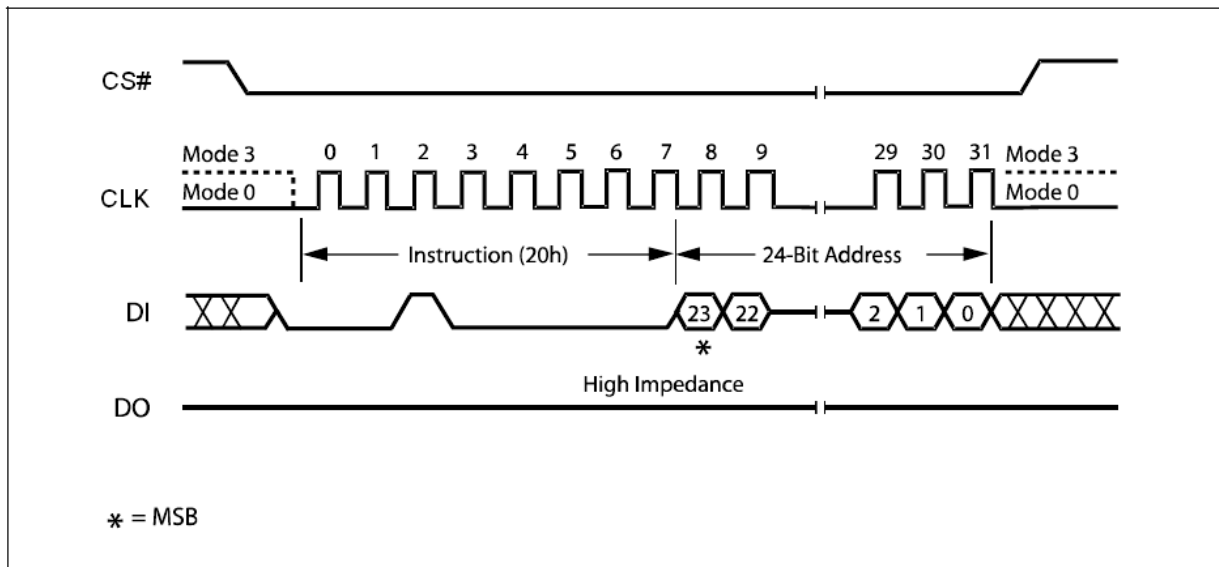 CS#
Mode 3 0 1 2 3 4 5 6 7 8 9 29 30 31 Mode 3
CLK Mode 0 Mode 0
Instruction (20h) 24-Bit Address
DI 23 22 2 1 0
*
High Impedance
DO
* = MSB